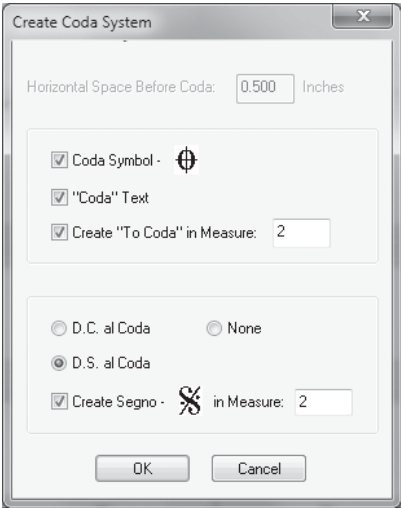 Create Coda System
Horizontal Space Before Coda: 0.500 Inches
Coda Symbol -
"Coda" Text
Create "To Coda" in Measure: 2
D.C. al Coda None
D.S. al Coda
Create Segno - in Measure: 2
OK Cancel